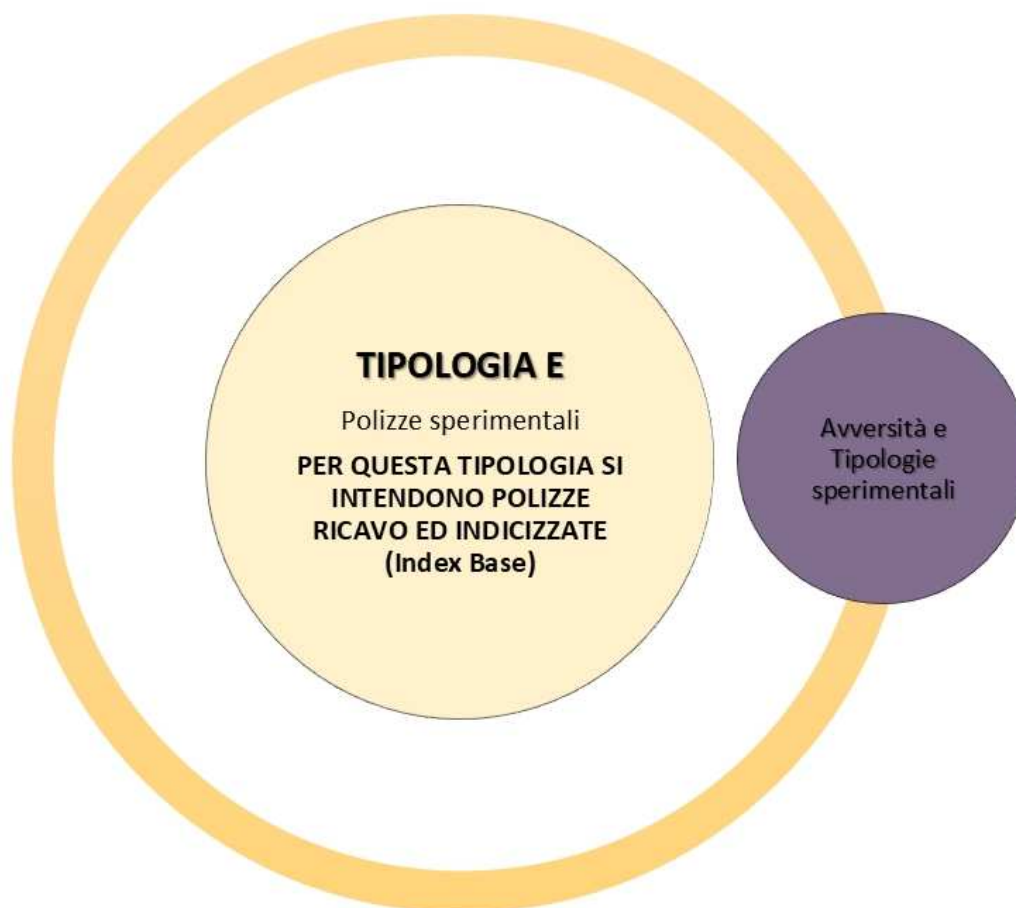 TIPOLOGIA E
Polizze sperimentali
PER QUESTA TIPOLOGIA SI
INTENDONO POLIZZE
RICAVO ED INDICIZZATE
(Index Base)
Avversità e
Tipologie
sperimentali